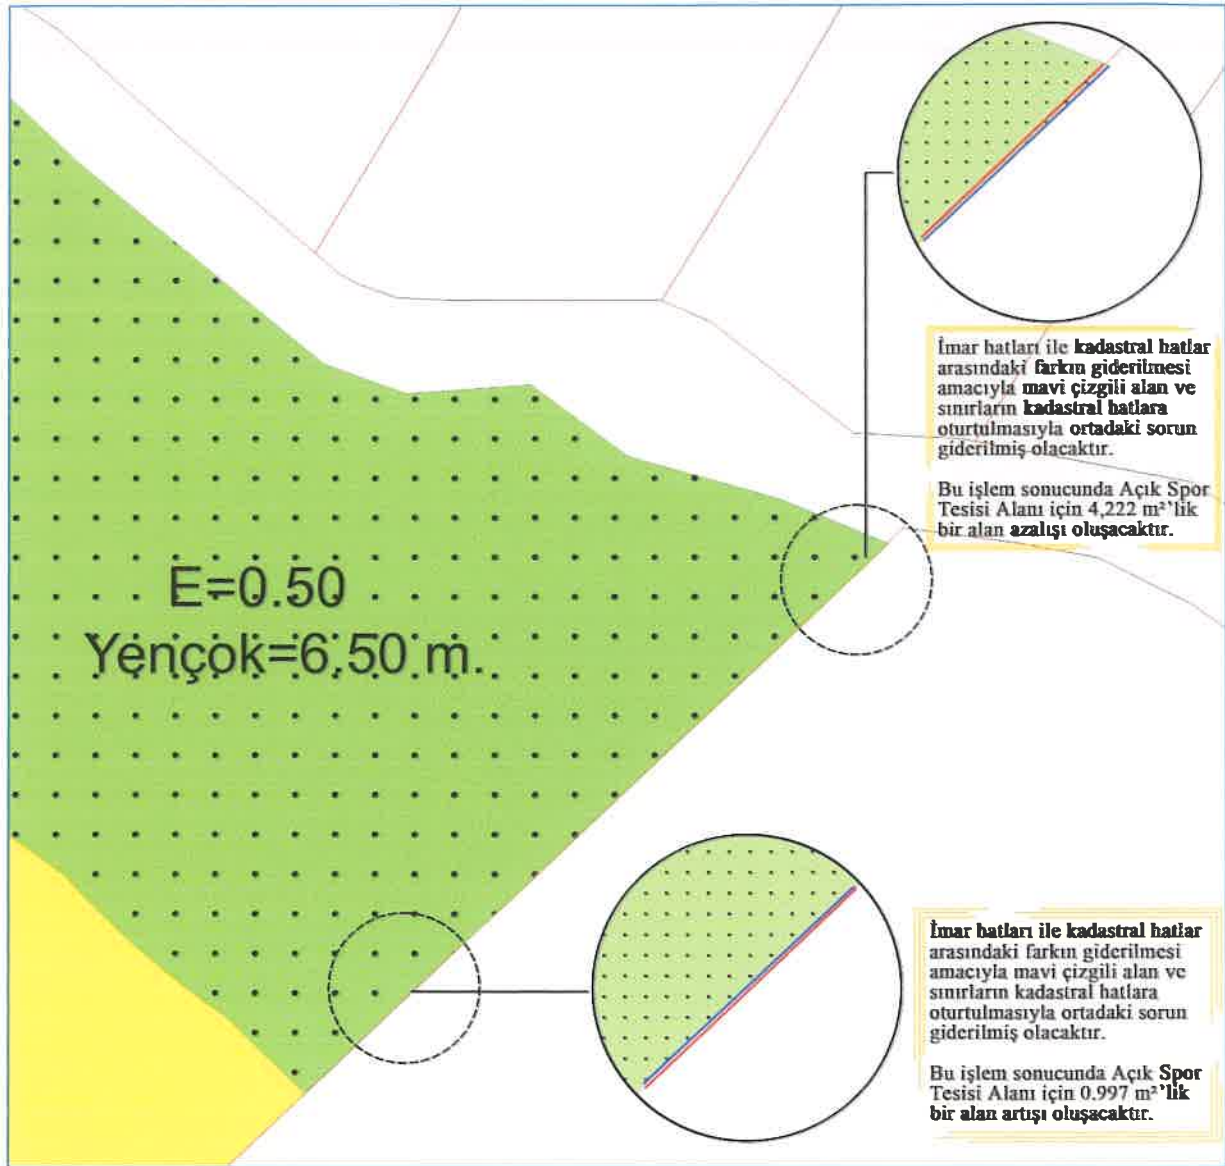 İmar hatları ile kadastral hatlar
arasındaki farkın giderilmesi
amacıyla mavi çizgili alan ve
sınırların kadastral hatlara
oturtulmasıyla ortadaki sorun
giderilmiş olacaktır.
Bu işlem sonucunda Açık Spor
Tesisi Alanı için 4,222 m²'lik
bir alan azalışı oluşacaktır.
E=0.50
Yençok=6.50 m.
İmar hatları ile kadastral hatlar
arasındaki farkın giderilmesi
amacıyla mavi çizgili alan ve
sınırların kadastral hatlara
oturtulmasıyla ortadaki sorun
giderilmiş olacaktır.
Bu işlem sonucunda Açık Spor
Tesisi Alanı için 0.997 m²'lik
bir alan artışı oluşacaktır.